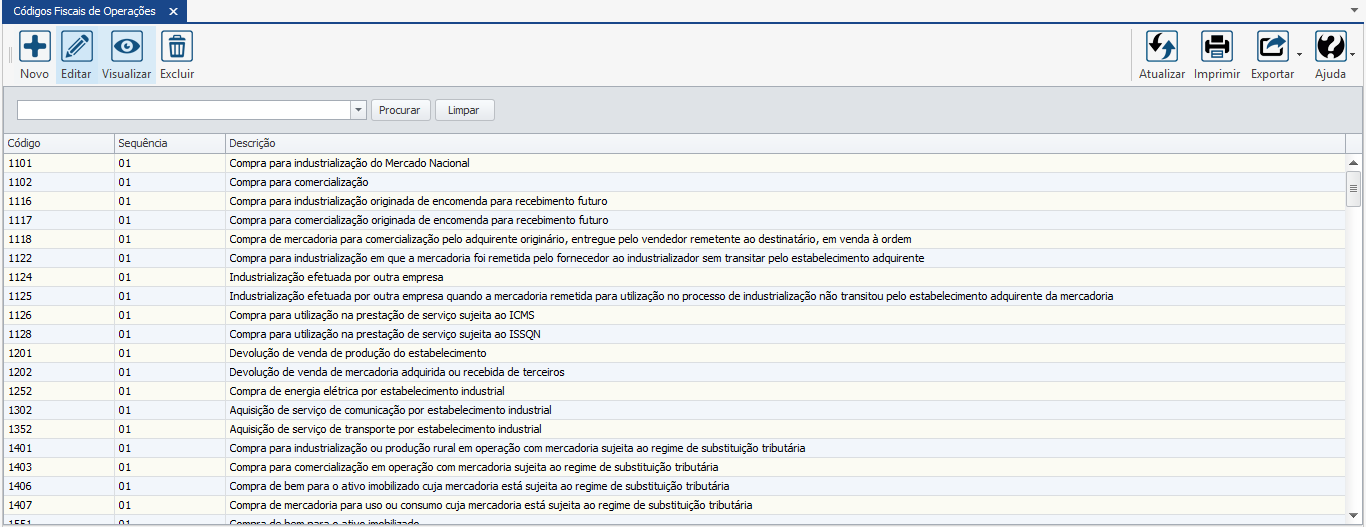 Códigos Fiscais de Operações
Novo Editar Visualizar Excluir Atualizar Imprimir Exportar Ajuda
Procurar Limpar
Código Sequência Descrição
1101 01 Compra para industrialização do Mercado Nacional
1102 01 Compra para comercialização
1116 01 Compra para industrialização originada de encomenda para recebimento futuro
1117 01 Compra para comercialização originada de encomenda para recebimento futuro
1118 01 Compra de mercadoria para comercialização pelo adquirente originário, entregue pelo vendedor remetente ao destinatário, em venda à ordem
1122 01 Compra para industrialização em que a mercadoria foi remetida pelo fornecedor ao industrializador sem transitar pelo estabelecimento adquirente
1124 01 Industrialização efetuada por outra empresa
1125 01 Industrialização efetuada por outra empresa quando a mercadoria remetida para utilização no processo de industrialização não transitou pelo estabelecimento adquirente da mercadoria
1126 01 Compra para utilização na prestação de serviço sujeita ao ICMS
1128 01 Compra para utilização na prestação de serviço sujeita ao ISSQN
1201 01 Devolução de venda de produção do estabelecimento
1202 01 Devolução de venda de mercadoria adquirida ou recebida de terceiros
1252 01 Compra de energia elétrica por estabelecimento industrial
1302 01 Aquisição de serviço de comunicação por estabelecimento industrial
1352 01 Aquisição de serviço de transporte por estabelecimento industrial
1401 01 Compra para industrialização ou produção rural em operação com mercadoria sujeita ao regime de substituição tributária
1403 01 Compra para comercialização em operação com mercadoria sujeita ao regime de substituição tributária
1406 01 Compra de bem para o ativo imobilizado cuja mercadoria está sujeita ao regime de substituição tributária
1407 01 Compra de mercadoria para uso ou consumo cuja mercadoria está sujeita ao regime de substituição tributária
1551 01 Compra de bem para o ativo imobilizado